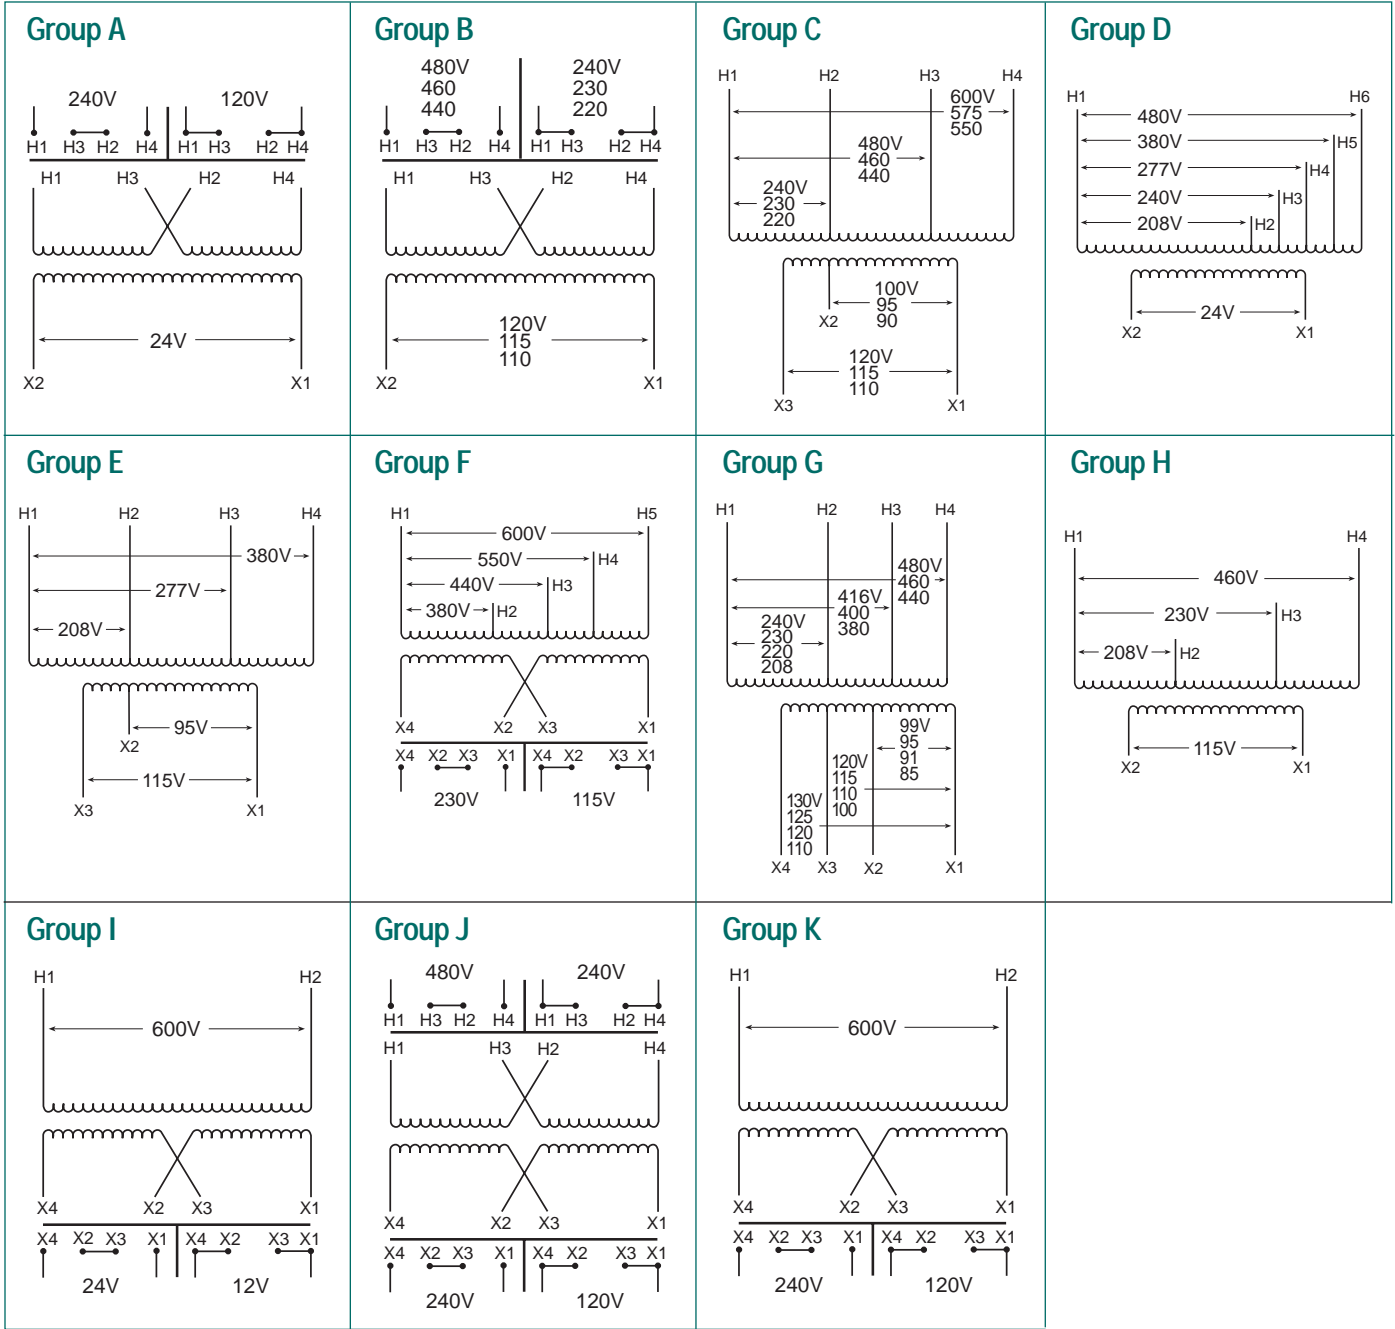 Group A
240V 120V
H1 H3 H2 H4 H1 H3 H2 H4
H1 H3 H2 H4
24V
X2 X1
Group B
480V 240V
460 230
440 220
H1 H3 H2 H4 H1 H3 H2 H4
H1 H3 H2 H4
120V
115
110
X2 X1
Group C
H1 H2 H3 H4
600V
575
550
480V
460
440
240V
230
220
100V
95
90
X2
120V
115
110
X3 X1
Group D
H1 H6
480V
380V H5
277V H4
240V H3
208V H2
24V
X2 X1
Group E
H1 H2 H3 H4
380V
277V
208V
95V
X2
115V
X3 X1
Group F
H1 H5
600V
550V H4
440V H3
380V H2
X4 X2 X3 X1
X4 X2 X3 X1 X4 X2 X3 X1
230V 115V
Group G
H1 H2 H3 H4
480V
460
440
416V
400
380
240V
230
220
208
99V
95
91
85
120V
115
110
100
130V
125
120
110
X4 X3 X2 X1
Group H
H1 H4
460V
230V H3
208V H2
115V
X2 X1
Group I
H1 H2
600V
X4 X2 X3 X1
X4 X2 X3 X1 X4 X2 X3 X1
24V 12V
Group J
480V 240V
H1 H3 H2 H4 H1 H3 H2 H4
H1 H3 H2 H4
X4 X2 X3 X1
X4 X2 X3 X1 X4 X2 X3 X1
240V 120V
Group K
H1 H2
600V
X4 X2 X3 X1
X4 X2 X3 X1 X4 X2 X3 X1
240V 120V